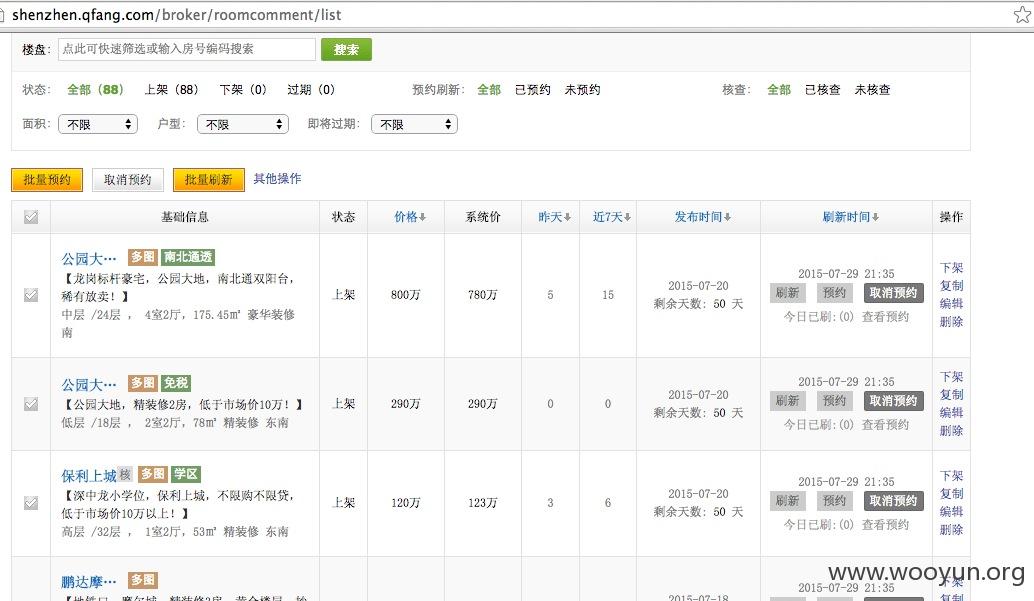 shenzhen.qfang.com/broker/roomcomment/list
楼盘： 点此可快速筛选或输入房号编码搜索 搜索
状态： 全部（88） 上架（88） 下架（0） 过期（0） 预约刷新： 全部 已预约 未预约 核查： 全部 已核查 未核查
面积： 不限 户型： 不限 即将过期： 不限
批量预约 取消预约 批量刷新 其他操作
基础信息 状态 价格↓ 系统价 昨天↓ 近7天↓ 发布时间↓ 刷新时间↓ 操作
公园大… 多图 南北通透
【龙岗标杆豪宅，公园大地，南北通双阳台，
稀有放卖！】
中层 /24层 ， 4室2厅，175.45㎡ 豪华装修
南
上架 800万 780万 5 15
2015-07-20
剩余天数： 50 天
2015-07-29 21:35
刷新 预约 取消预约
今日已刷:(0) 查看预约
下架
复制
编辑
删除
公园大… 多图 免税
【公园大地，精装修2房，低于市场价10万！】
低层 /18层 ， 2室2厅，78㎡ 精装修 东南
上架 290万 290万 0 0
2015-07-20
剩余天数： 50 天
2015-07-29 21:35
刷新 预约 取消预约
今日已刷:(0) 查看预约
下架
复制
编辑
删除
保利上城 核 多图 学区
【深中龙小学位，保利上城，不限购不限贷，
低于市场价10万以上！】
高层 /32层 ， 1室2厅，53㎡ 精装修 东南
上架 120万 123万 3 6
2015-07-20
剩余天数： 50 天
2015-07-29 21:35
刷新 预约 取消预约
今日已刷:(0) 查看预约
下架
复制
编辑
删除
鹏达摩… 多图
2015-07-18
2015-07-29 21:35
下架
www.wooyun.org